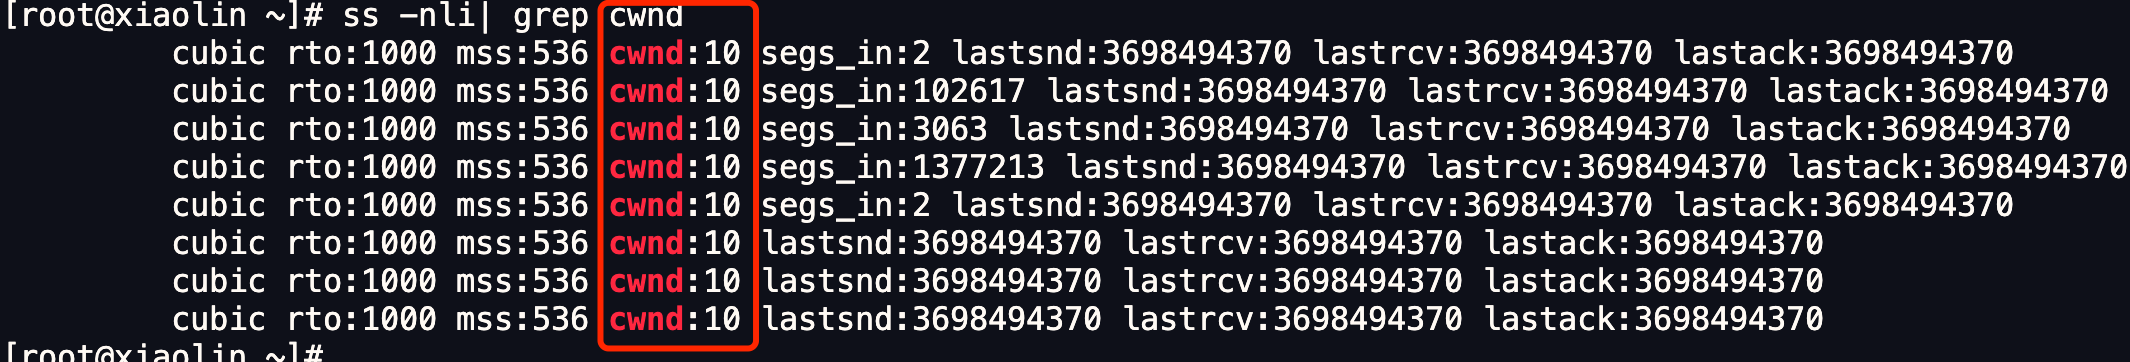 [root@xiaolin ~]# ss -nli| grep cwnd
cubic rto:1000 mss:536 cwnd:10 segs_in:2 lastsnd:3698494370 lastrcv:3698494370 lastack:3698494370
cubic rto:1000 mss:536 cwnd:10 segs_in:102617 lastsnd:3698494370 lastrcv:3698494370 lastack:3698494370
cubic rto:1000 mss:536 cwnd:10 segs_in:3063 lastsnd:3698494370 lastrcv:3698494370 lastack:3698494370
cubic rto:1000 mss:536 cwnd:10 segs_in:1377213 lastsnd:3698494370 lastrcv:3698494370 lastack:3698494370
cubic rto:1000 mss:536 cwnd:10 segs_in:2 lastsnd:3698494370 lastrcv:3698494370 lastack:3698494370
cubic rto:1000 mss:536 cwnd:10 lastsnd:3698494370 lastrcv:3698494370 lastack:3698494370
cubic rto:1000 mss:536 cwnd:10 lastsnd:3698494370 lastrcv:3698494370 lastack:3698494370
cubic rto:1000 mss:536 cwnd:10 lastsnd:3698494370 lastrcv:3698494370 lastack:3698494370
[root@xiaolin ~]#